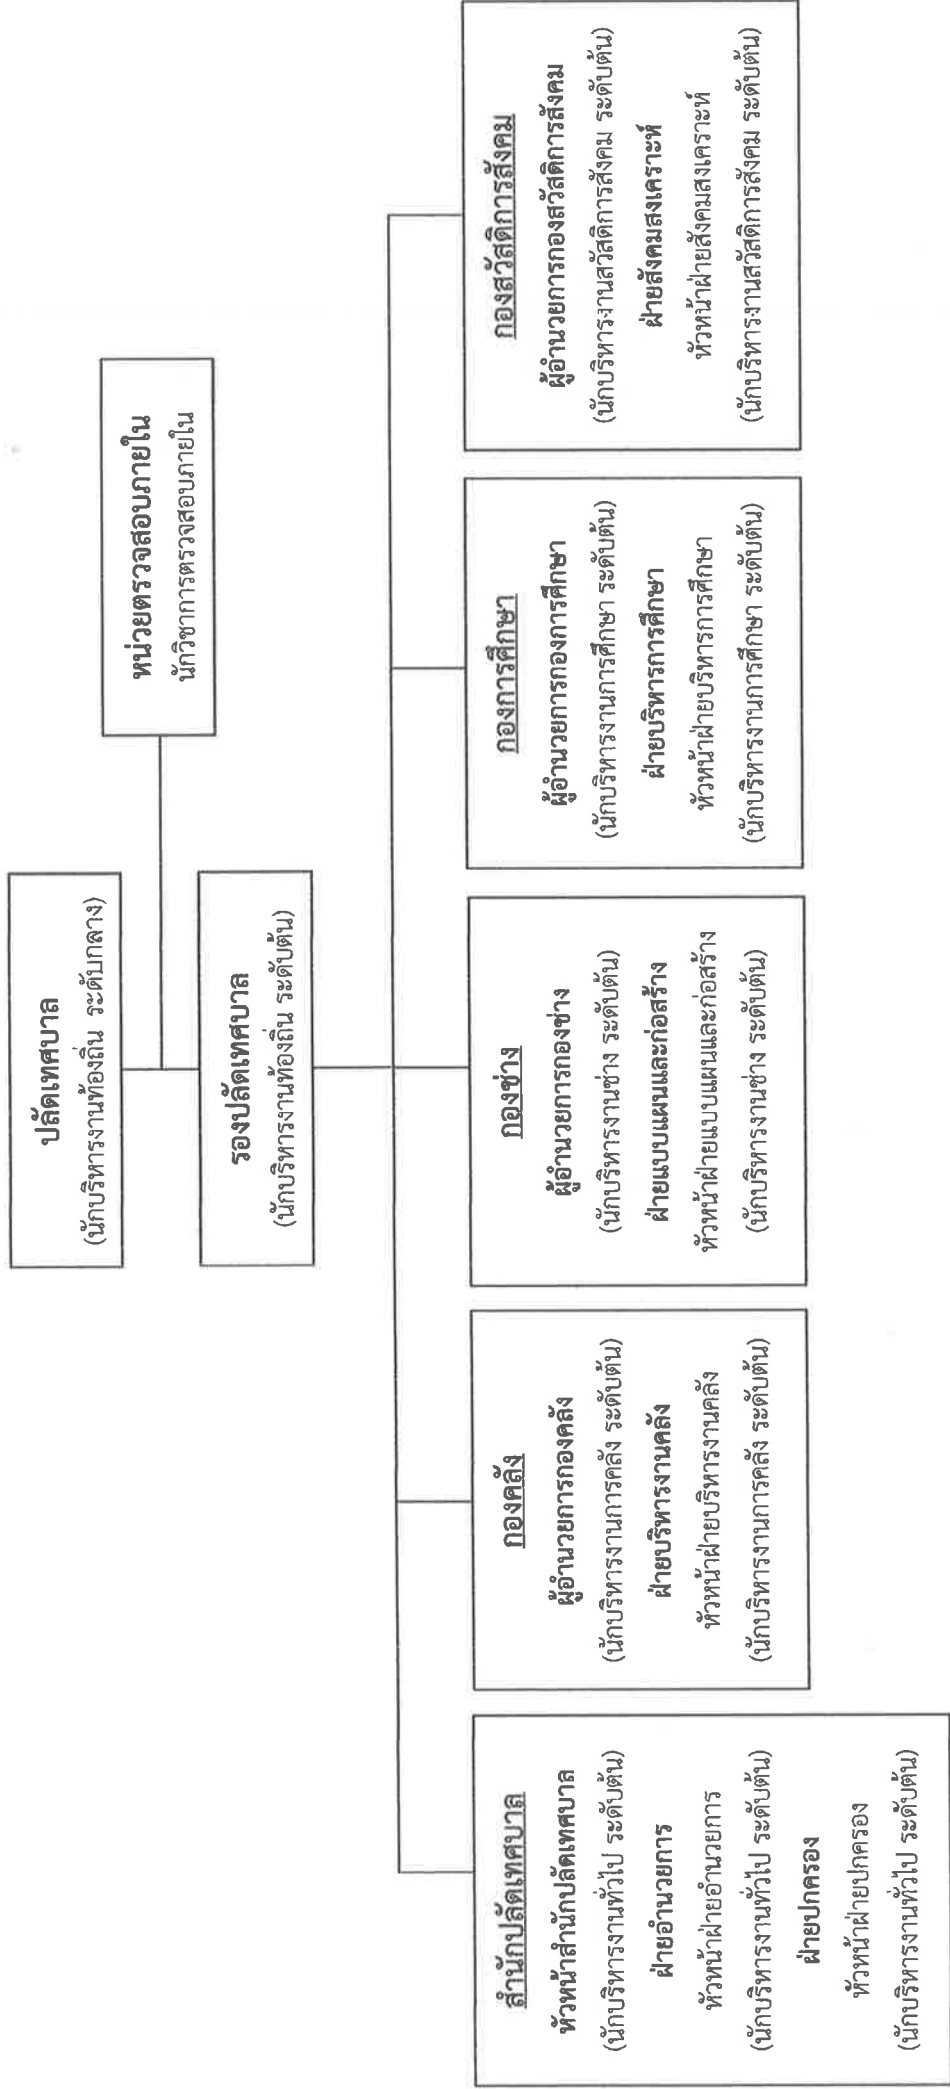 ปลัดเทศบาล
(นักบริหารงานท้องถิ่น ระดับกลาง)
หน่วยตรวจสอบภายใน
นักวิชาการตรวจสอบภายใน
รองปลัดเทศบาล
(นักบริหารงานท้องถิ่น ระดับต้น)
สำนักปลัดเทศบาล
หัวหน้าสำนักปลัดเทศบาล
(นักบริหารงานทั่วไป ระดับต้น)
ฝ่ายอำนวยการ
หัวหน้าฝ่ายอำนวยการ
(นักบริหารงานทั่วไป ระดับต้น)
ฝ่ายปกครอง
หัวหน้าฝ่ายปกครอง
(นักบริหารงานทั่วไป ระดับต้น)
กองคลัง
ผู้อำนวยการกองคลัง
(นักบริหารงานการคลัง ระดับต้น)
ฝ่ายบริหารงานคลัง
หัวหน้าฝ่ายบริหารงานคลัง
(นักบริหารงานการคลัง ระดับต้น)
กองช่าง
ผู้อำนวยการกองช่าง
(นักบริหารงานช่าง ระดับต้น)
ฝ่ายแบบแผนและก่อสร้าง
หัวหน้าฝ่ายแบบแผนและก่อสร้าง
(นักบริหารงานช่าง ระดับต้น)
กองการศึกษา
ผู้อำนวยการกองการศึกษา
(นักบริหารงานการศึกษา ระดับต้น)
ฝ่ายบริหารการศึกษา
หัวหน้าฝ่ายบริหารการศึกษา
(นักบริหารงานการศึกษา ระดับต้น)
กองสวัสดิการสังคม
ผู้อำนวยการกองสวัสดิการสังคม
(นักบริหารงานสวัสดิการสังคม ระดับต้น)
ฝ่ายสังคมสงเคราะห์
หัวหน้าฝ่ายสังคมสงเคราะห์
(นักบริหารงานสวัสดิการสังคม ระดับต้น)